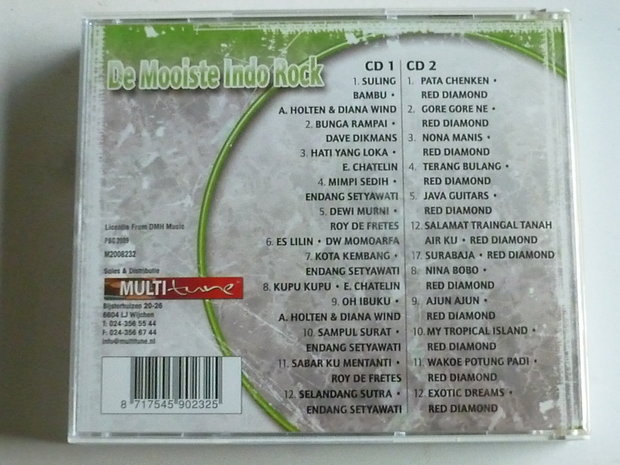 De Mooiste Indo Rock
CD 1
1. SULING
BAMBU •
A. HOLTEN & DIANA WIND
2. BUNGA RAMPAI •
DAVE DIKMANS
3. HATI YANG LOKA •
E. CHATELIN
4. MIMPI SEDIH •
ENDANG SETYAWATI
5. DEWI MURNI •
ROY DE FRETES
6. ES LILIN • DW MOMOARFA
7. KOTA KEMBANG •
ENDANG SETYAWATI
8. KUPU KUPU • E. CHATELIN
9. OH IBUKU •
A. HOLTEN & DIANA WIND
10. SAMPUL SURAT •
ENDANG SETYAWATI
11. SABAR KU MENTANTI •
ROY DE FRETES
12. SELANDANG SUTRA •
ENDANG SETYAWATI
CD 2
1. PATA CHENKEN •
RED DIAMOND
2. GORE GORE NE •
RED DIAMOND
3. NONA MANIS •
RED DIAMOND
4. TERANG BULANG •
RED DIAMOND
5. JAVA GUITARS •
RED DIAMOND
12. SALAMAT TRAINGAL TANAH
AIR KU • RED DIAMOND
17. SURABAJA • RED DIAMOND
8. NINA BOBO •
RED DIAMOND
9. AJUN AJUN •
RED DIAMOND
10. MY TROPICAL ISLAND •
RED DIAMOND
11. WAKOE POTUNG PADI •
RED DIAMOND
12. EXOTIC DREAMS •
RED DIAMOND
Licentie From DMH Music
M2006232
Sales & Distributie
MULTI tune
Bijsterhuizen 20-26
6604 LJ Wijchen
T: 024-356 55 44
F: 024-356 67 44
info@multitune.nl
8 717545 902325